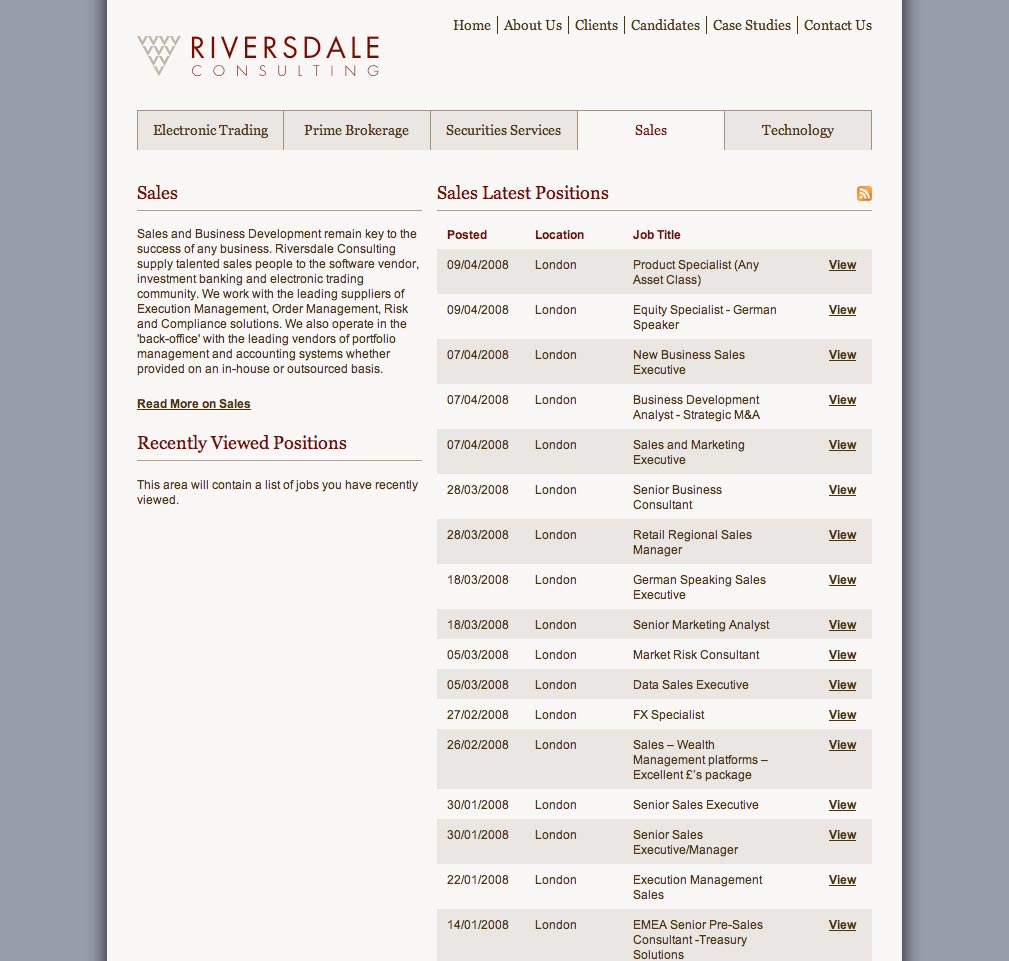 Home About Us Clients Candidates Case Studies Contact Us
RIVERSDALE
CONSULTING
Electronic Trading Prime Brokerage Securities Services Sales Technology
Sales
Sales and Business Development remain key to the
success of any business. Riversdale Consulting
supply talented sales people to the software vendor,
investment banking and electronic trading
community. We work with the leading suppliers of
Execution Management, Order Management, Risk
and Compliance solutions. We also operate in the
'back-office' with the leading vendors of portfolio
management and accounting systems whether
provided on an in-house or outsourced basis.
Read More on Sales
Recently Viewed Positions
This area will contain a list of jobs you have recently
viewed.
Sales Latest Positions
Posted Location Job Title
09/04/2008 London Product Specialist (Any View
Asset Class)
09/04/2008 London Equity Specialist - German View
Speaker
07/04/2008 London New Business Sales View
Executive
07/04/2008 London Business Development View
Analyst - Strategic M&A
07/04/2008 London Sales and Marketing View
Executive
28/03/2008 London Senior Business View
Consultant
28/03/2008 London Retail Regional Sales View
Manager
18/03/2008 London German Speaking Sales View
Executive
18/03/2008 London Senior Marketing Analyst View
05/03/2008 London Market Risk Consultant View
05/03/2008 London Data Sales Executive View
27/02/2008 London FX Specialist View
26/02/2008 London Sales – Wealth View
Management platforms –
Excellent £'s package
30/01/2008 London Senior Sales Executive View
30/01/2008 London Senior Sales View
Executive/Manager
22/01/2008 London Execution Management View
Sales
14/01/2008 London EMEA Senior Pre-Sales View
Consultant -Treasury
Solutions